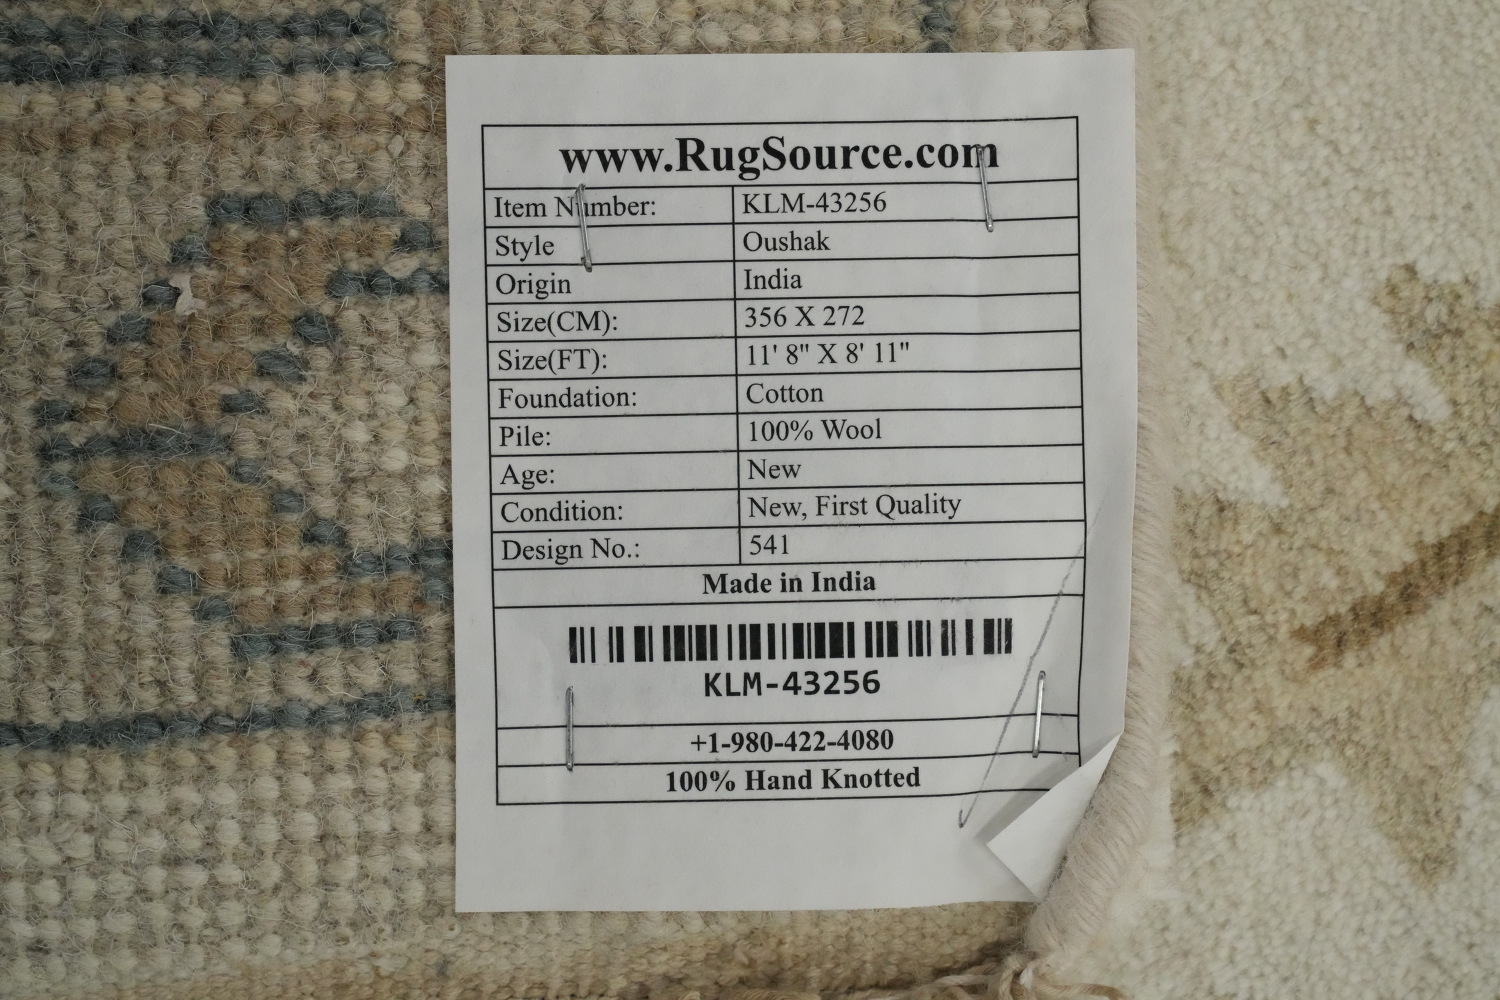 www.RugSource.com
Item Number: KLM-43256
Style Oushak
Origin India
Size(CM): 356 X 272
Size(FT): 11' 8" X 8' 11"
Foundation: Cotton
Pile: 100% Wool
Age: New
Condition: New, First Quality
Design No.: 541
Made in India
KLM-43256
+1-980-422-4080
100% Hand Knotted